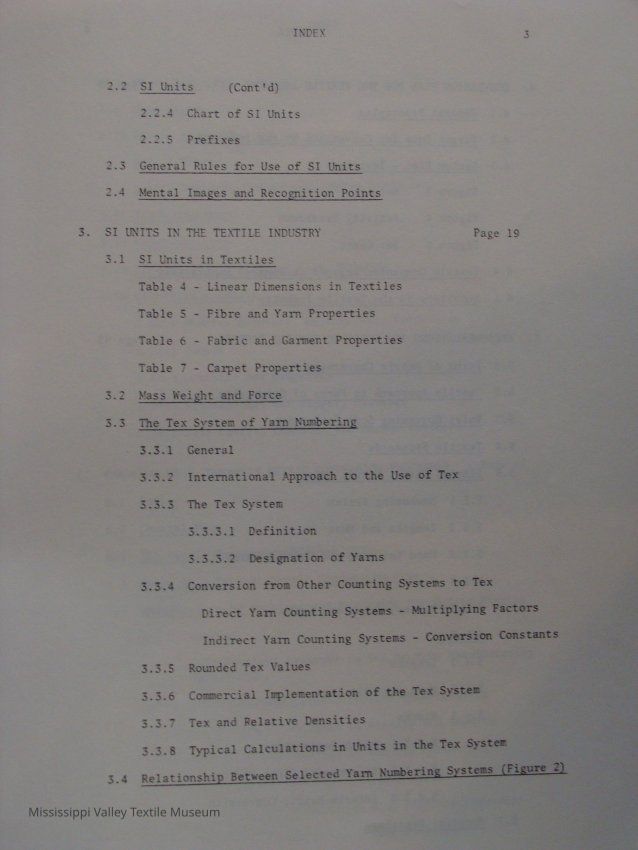 INDEX 3
2.2 SI Units (Cont'd)
2.2.4 Chart of SI Units
2.2.5 Prefixes
2.3 General Rules for Use of SI Units
2.4 Mental Images and Recognition Points
3. SI UNITS IN THE TEXTILE INDUSTRY Page 19
3.1 SI Units in Textiles
Table 4 - Linear Dimensions in Textiles
Table 5 - Fibre and Yarn Properties
Table 6 - Fabric and Garment Properties
Table 7 - Carpet Properties
3.2 Mass Weight and Force
3.3 The Tex System of Yarn Numbering
3.3.1 General
3.3.2 International Approach to the Use of Tex
3.3.3 The Tex System
3.3.3.1 Definition
3.3.3.2 Designation of Yarns
3.3.4 Conversion from Other Counting Systems to Tex
Direct Yarn Counting Systems - Multiplying Factors
Indirect Yarn Counting Systems - Conversion Constants
3.3.5 Rounded Tex Values
3.3.6 Commercial Implementation of the Tex System
3.3.7 Tex and Relative Densities
3.3.8 Typical Calculations in Units in the Tex System
3.4 Relationship Between Selected Yarn Numbering Systems (Figure 2)
Mississippi Valley Textile Museum